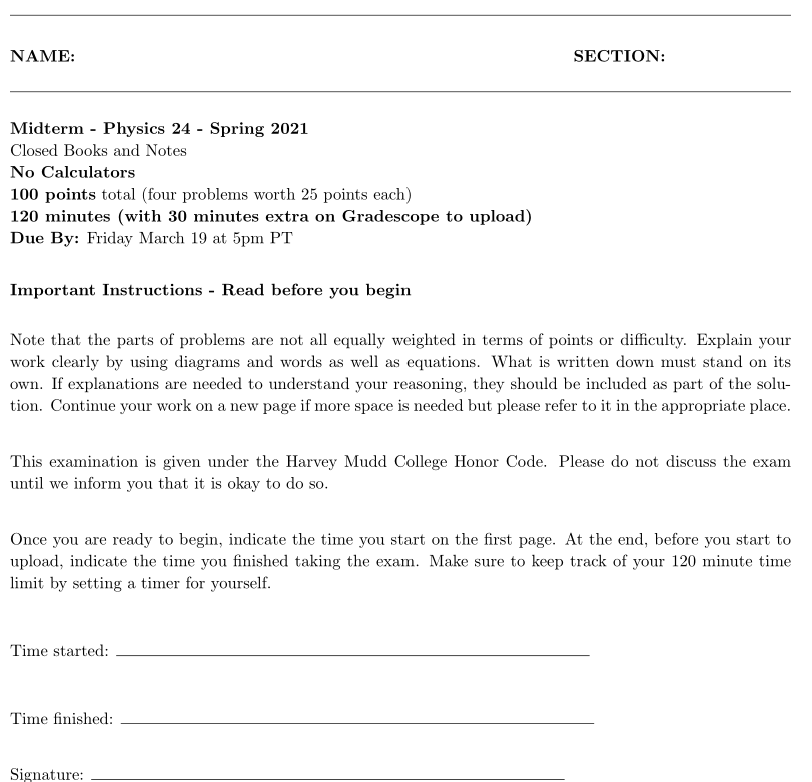 NAME: SECTION:
Midterm - Physics 24 - Spring 2021
Closed Books and Notes
No Calculators
100 points total (four problems worth 25 points each)
120 minutes (with 30 minutes extra on Gradescope to upload)
Due By: Friday March 19 at 5pm PT
Important Instructions - Read before you begin
Note that the parts of problems are not all equally weighted in terms of points or difficulty. Explain your
work clearly by using diagrams and words as well as equations. What is written down must stand on its
own. If explanations are needed to understand your reasoning, they should be included as part of the solu-
tion. Continue your work on a new page if more space is needed but please refer to it in the appropriate place.
This examination is given under the Harvey Mudd College Honor Code. Please do not discuss the exam
until we inform you that it is okay to do so.
Once you are ready to begin, indicate the time you start on the first page. At the end, before you start to
upload, indicate the time you finished taking the exam. Make sure to keep track of your 120 minute time
limit by setting a timer for yourself.
Time started:
Time finished:
Signature: